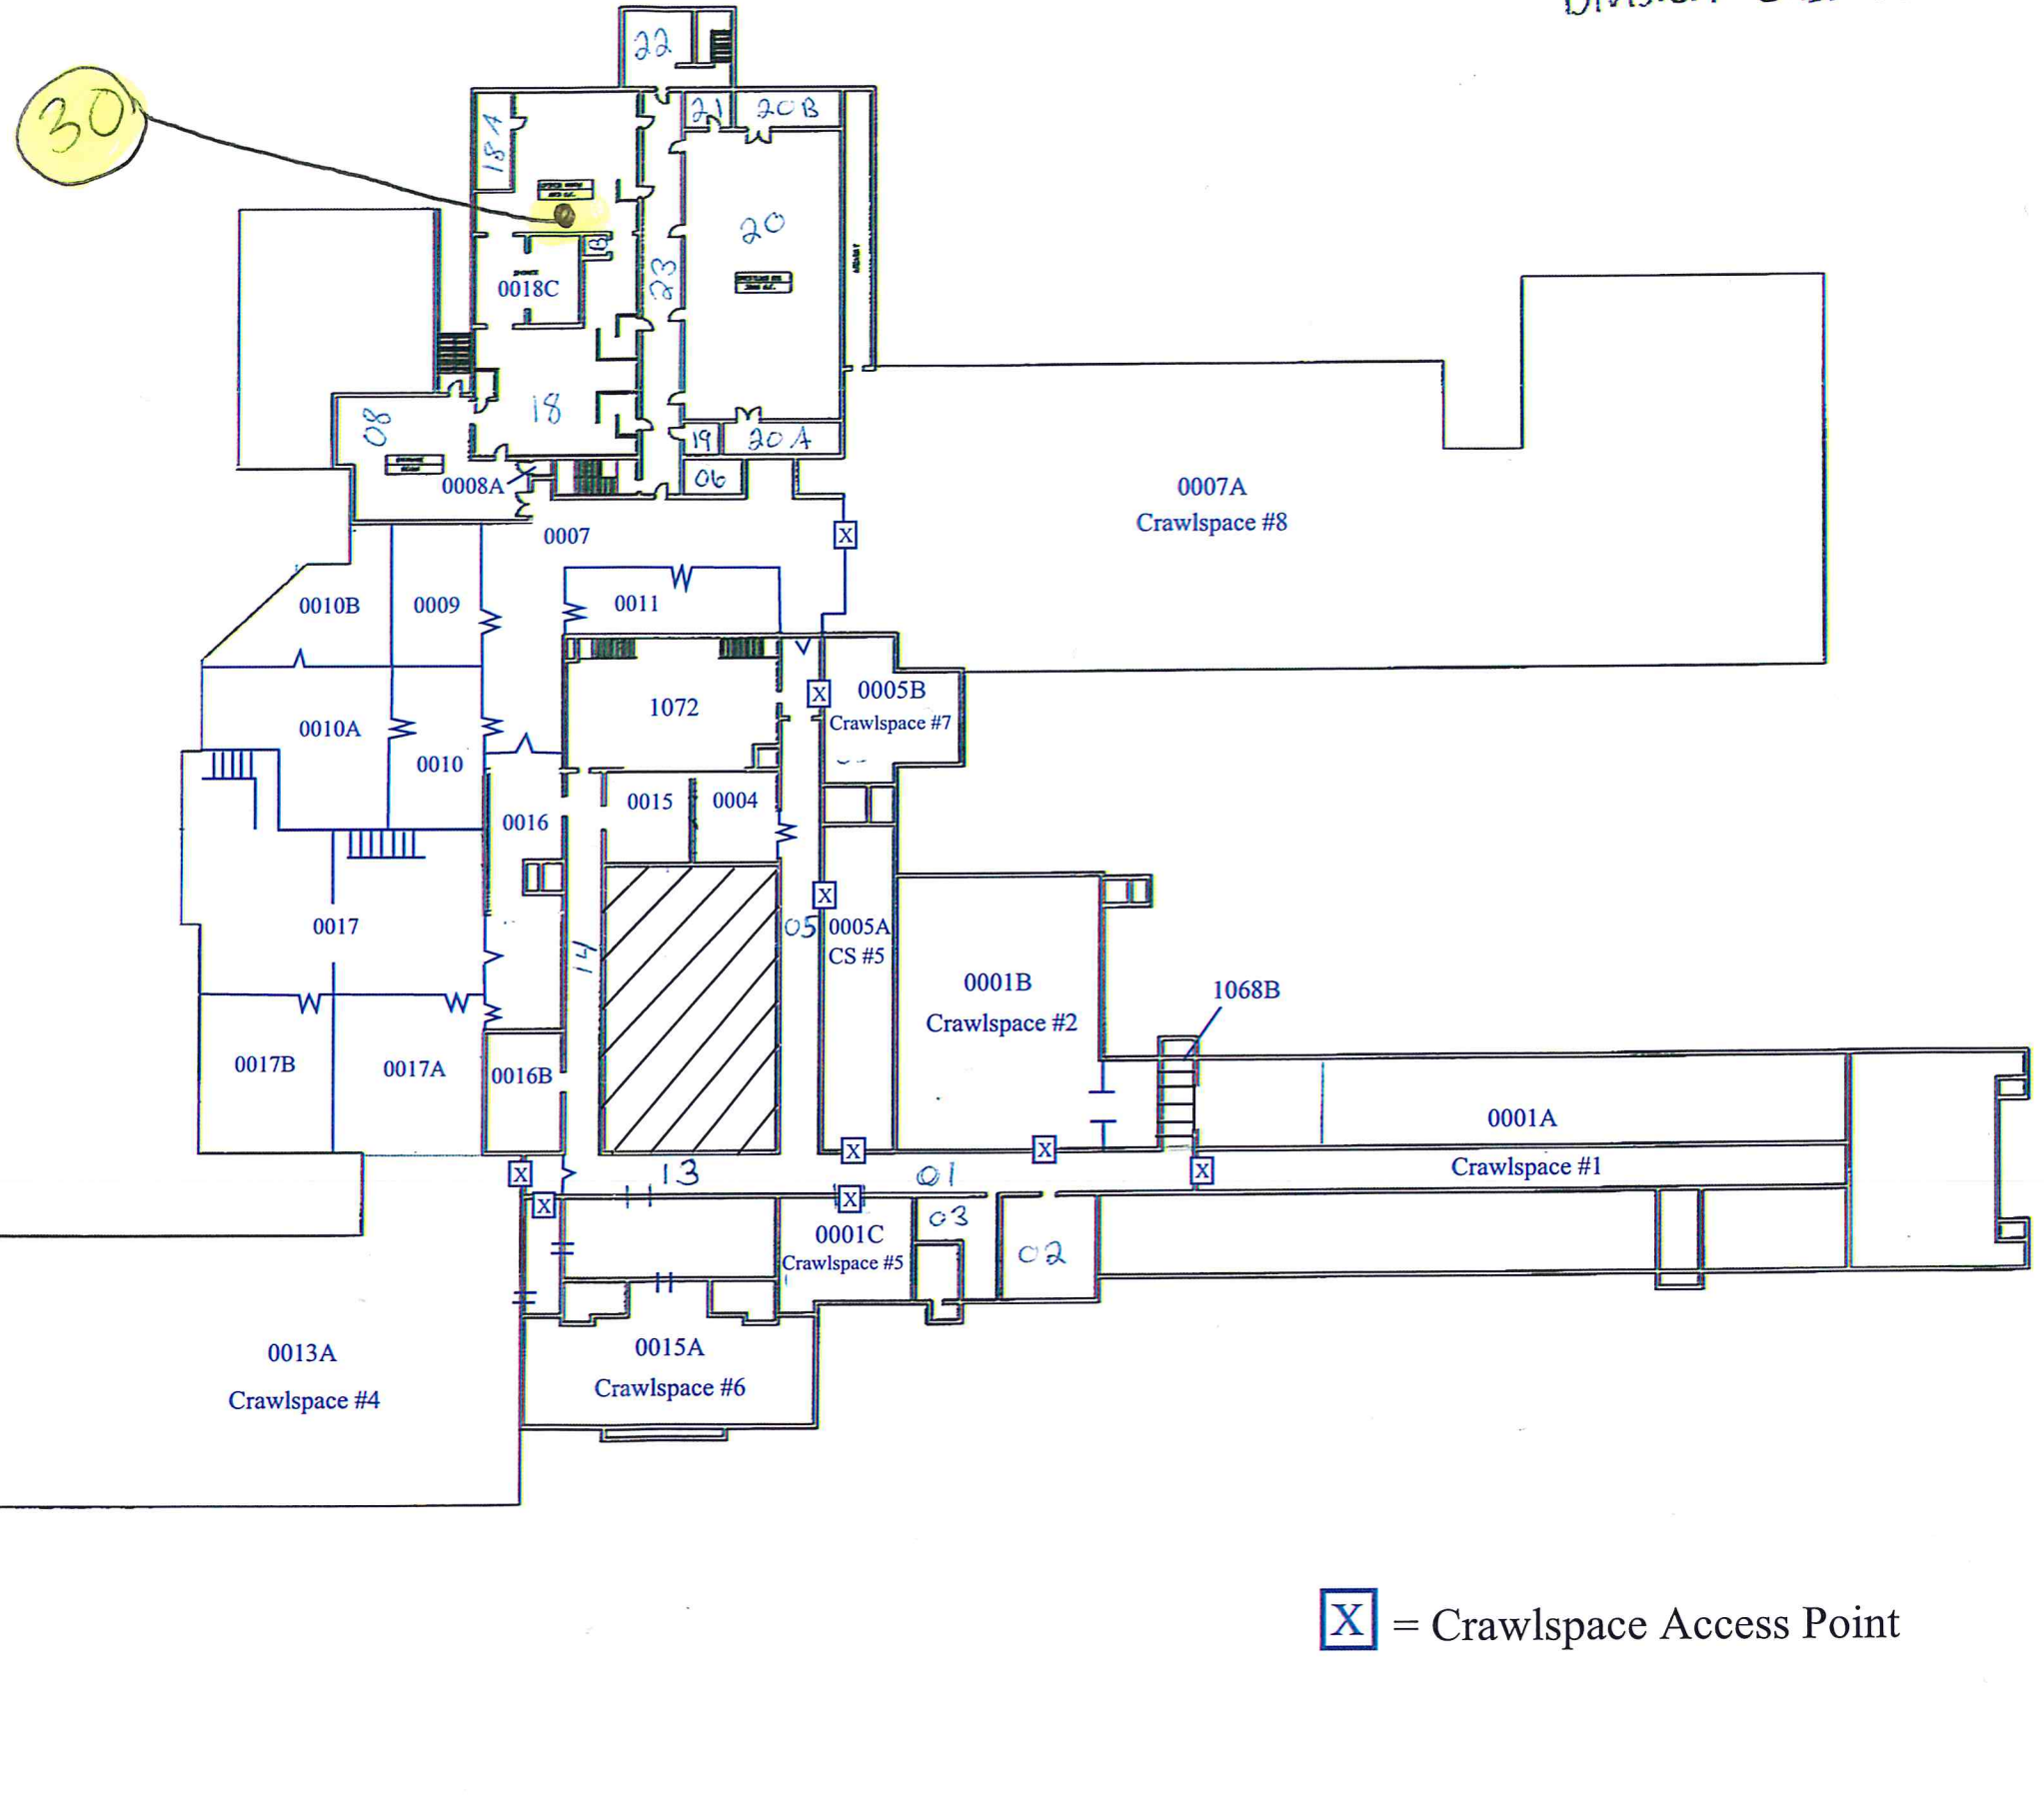 22
30
18A
21
20B
20
B
23
0018C
18
08
19
20A
06
0008A
0007A
Crawlspace #8
0007
X
0010B
0009
0011
X
0005B
Crawlspace #7
1072
0010A
0010
0015
0004
0016
X
0017
14
05
0005A
CS #5
0001B
Crawlspace #2
1068B
0017B
0017A
0016B
0001A
Crawlspace #1
X
X
X
X
13
01
X
X
0001C
Crawlspace #5
03
02
0013A
Crawlspace #4
0015A
Crawlspace #6
X = Crawlspace Access Point